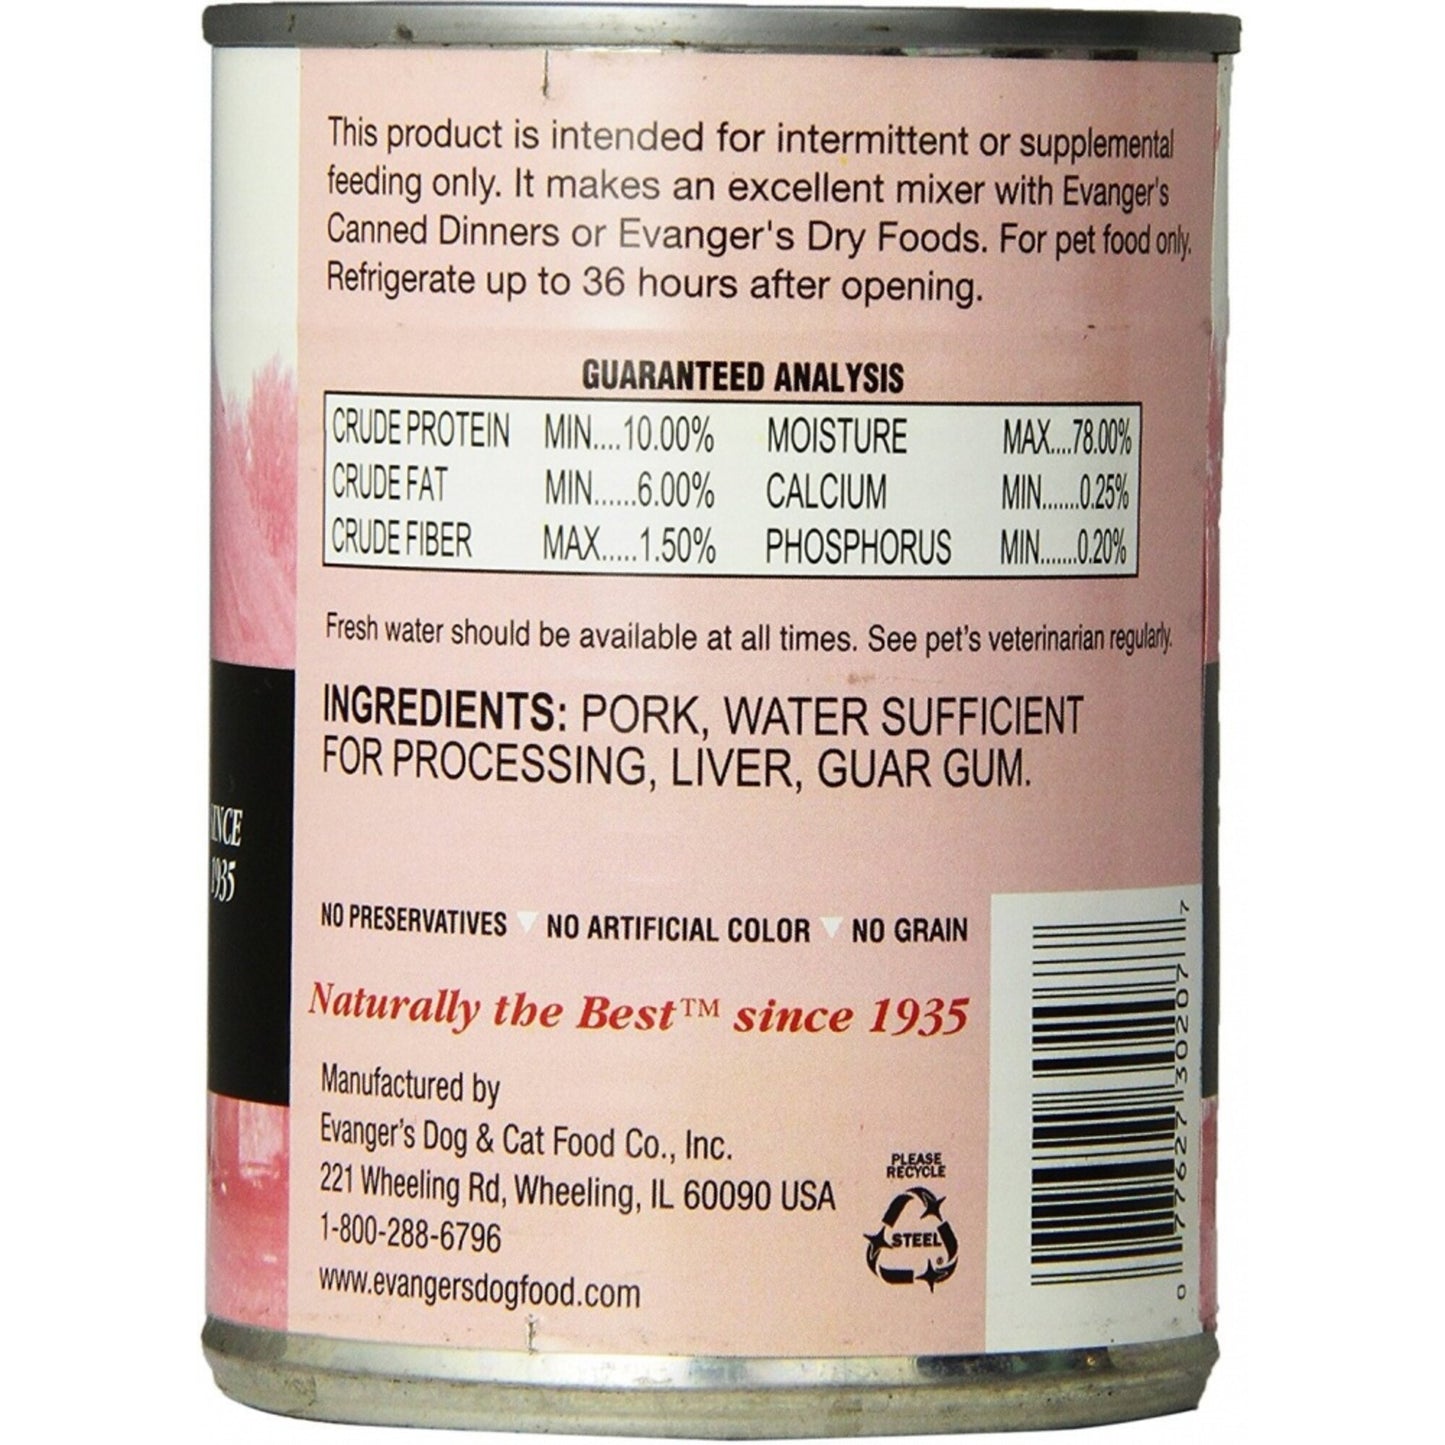 This product is intended for intermittent or supplemental
feeding only. It makes an excellent mixer with Evanger's
Canned Dinners or Evanger's Dry Foods. For pet food only.
Refrigerate up to 36 hours after opening.
GUARANTEED ANALYSIS
CRUDE PROTEIN MIN....10.00% MOISTURE MAX....78.00%
CRUDE FAT MIN......6.00% CALCIUM MIN.......0.25%
CRUDE FIBER MAX.....1.50% PHOSPHORUS MIN.......0.20%
Fresh water should be available at all times. See pet's veterinarian regularly.
INGREDIENTS: PORK, WATER SUFFICIENT
FOR PROCESSING, LIVER, GUAR GUM.
SINCE
1935
NO PRESERVATIVES NO ARTIFICIAL COLOR NO GRAIN
Naturally the Best™ since 1935
Manufactured by
Evanger's Dog & Cat Food Co., Inc.
221 Wheeling Rd, Wheeling, IL 60090 USA
1-800-288-6796
www.evangersdogfood.com
PLEASE
RECYCLE
STEEL
0 77627 30207 7